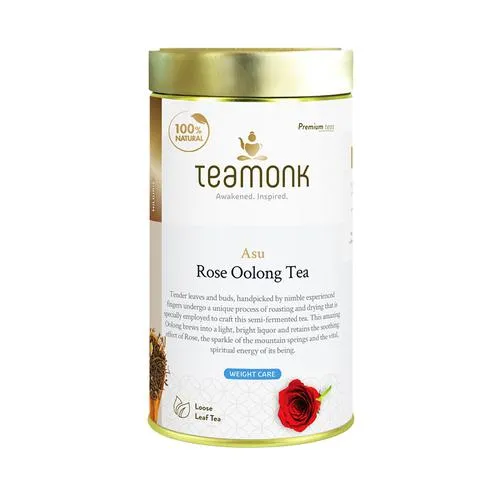 100%
NATURAL
Premium teas
teamonk
Awakened. Inspired.
Asu
Rose Oolong Tea
Tender leaves and buds, handpicked by nimble experienced
fingers undergo a unique process of roasting and drying that is
specially employed to craft this semi-fermented tea. This amazing
Oolong brews into a light, bright liquor and retains the soothing
effect of Rose, the sparkle of the mountain springs and the vital,
spiritual energy of its being.
WEIGHT CARE
Loose
Leaf Tea